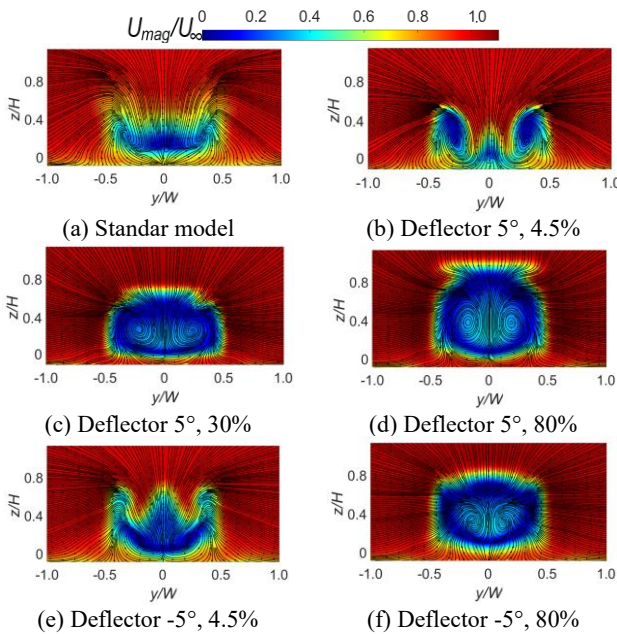 U_mag/U_∞ 0 0.2 0.4 0.6 0.8 1.0
z/H 0.8 0.4 0
-1.0 -0.5 0 0.5 1.0
y/W
(a) Standar model
z/H 0.8 0.4 0
-1.0 -0.5 0 0.5 1.0
y/W
(b) Deflector 5°, 4.5%
z/H 0.8 0.4 0
-1.0 -0.5 0 0.5 1.0
y/W
(c) Deflector 5°, 30%
z/H 0.8 0.4 0
-1.0 -0.5 0 0.5 1.0
y/W
(d) Deflector 5°, 80%
z/H 0.8 0.4 0
-1.0 -0.5 0 0.5 1.0
y/W
(e) Deflector -5°, 4.5%
z/H 0.8 0.4 0
-1.0 -0.5 0 0.5 1.0
y/W
(f) Deflector -5°, 80%